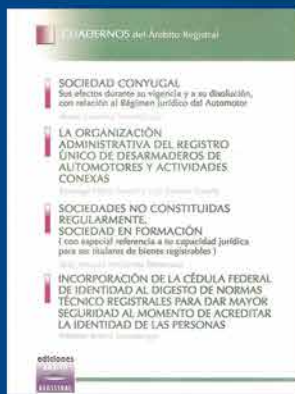 CUADERNOS del Ámbito Registral
SOCIEDAD CONYUGAL
Sus efectos durante su vigencia y a su disolución,
con relación al Régimen Jurídico del Automotor
LA ORGANIZACIÓN
ADMINISTRATIVA DEL REGISTRO
ÚNICO DE DESARMADEROS DE
AUTOMOTORES Y ACTIVIDADES
CONEXAS
SOCIEDADES NO CONSTITUIDAS
REGULARMENTE.
SOCIEDAD EN FORMACIÓN
( con especial referencia a su capacidad jurídica
para ser titulares de bienes registrables )
INCORPORACIÓN DE LA CÉDULA FEDERAL
DE IDENTIDAD AL DIGESTO DE NORMAS
TÉCNICO REGISTRALES PARA DAR MAYOR
SEGURIDAD AL MOMENTO DE ACREDITAR
LA IDENTIDAD DE LAS PERSONAS
ediciones
REGISTRAL